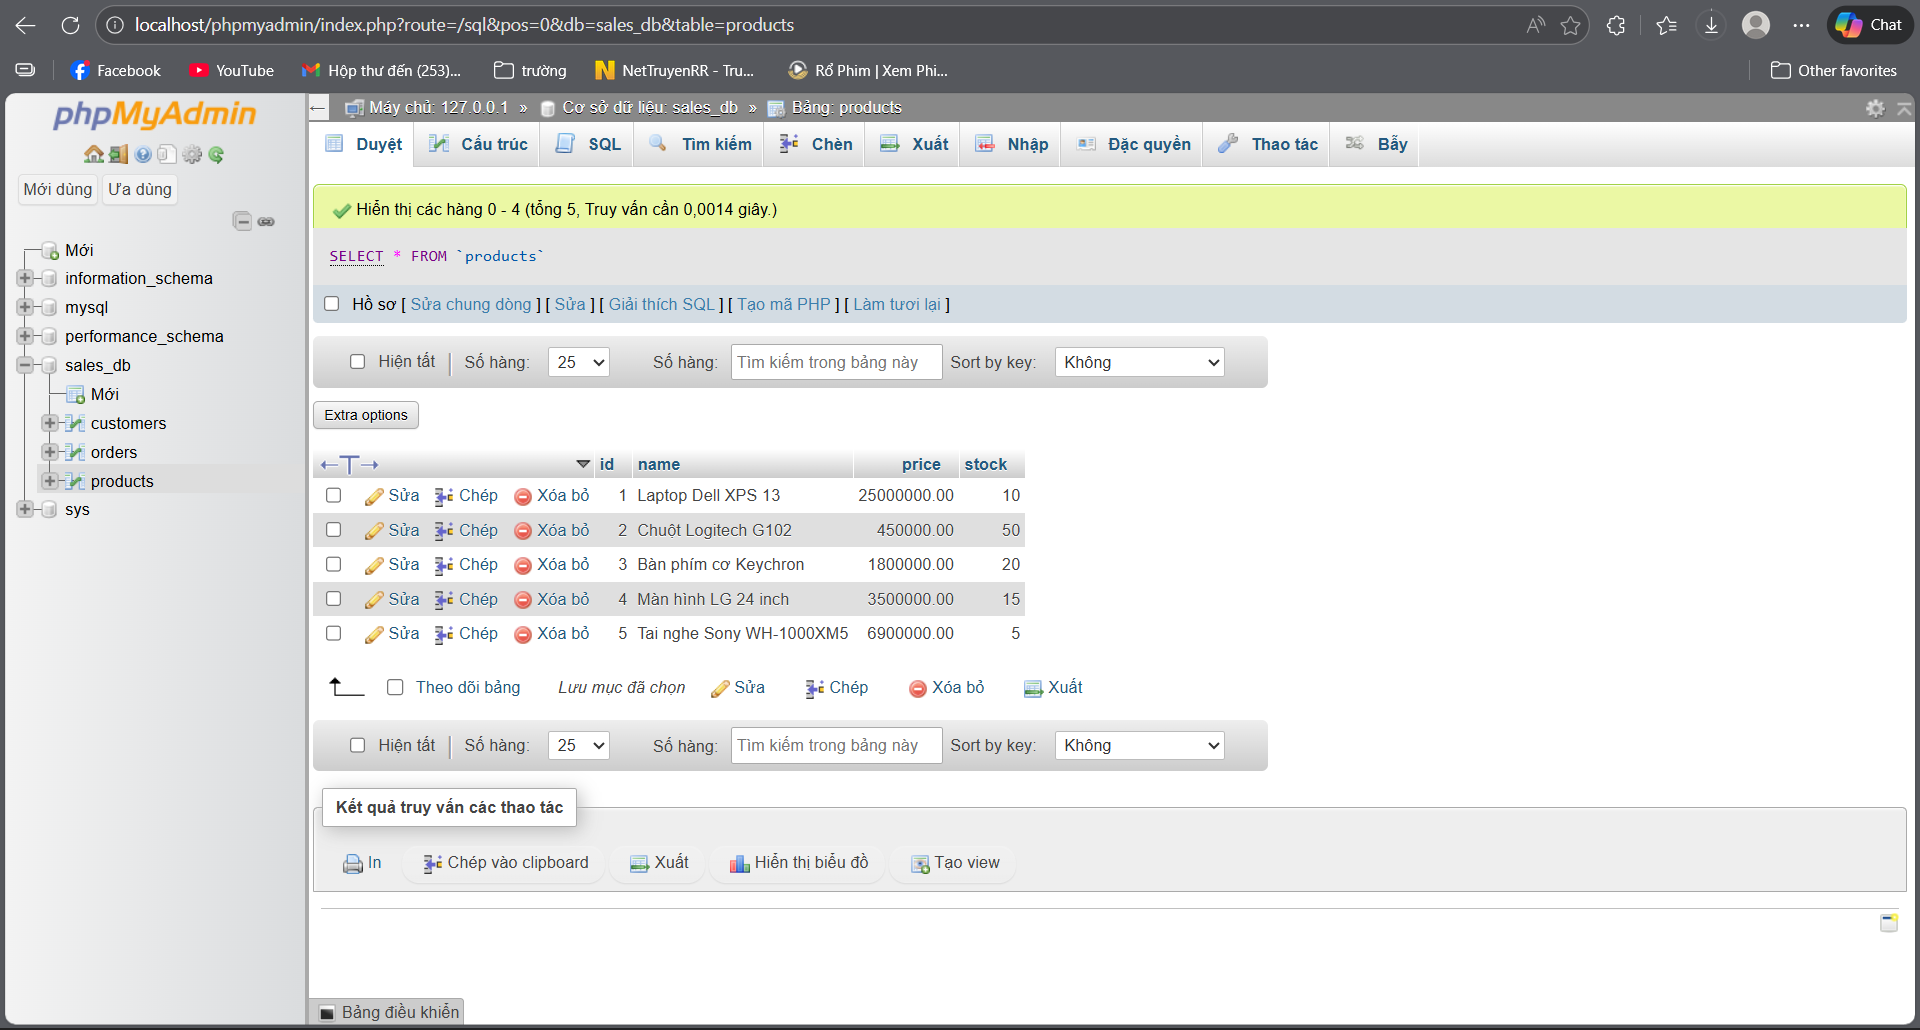 localhost/phpmyadmin/index.php?route=/sql&pos=0&db=sales_db&table=products
Chat
Facebook
YouTube
Hộp thư đến (253)...
trường
NetTruyenRR - Tru...
Rổ Phim | Xem Phi...
Other favorites
phpMyAdmin
Mới dùng
Ưa dùng
Mới
information_schema
mysql
performance_schema
sales_db
Mới
customers
orders
products
sys
Máy chủ: 127.0.0.1 » Cơ sở dữ liệu: sales_db » Bảng: products
Duyệt Cấu trúc SQL Tìm kiếm Chèn Xuất Nhập Đặc quyền Thao tác Bẫy
Hiển thị các hàng 0 - 4 (tổng 5, Truy vấn cần 0,0014 giây.)
SELECT * FROM `products`
Hồ sơ [ Sửa chung dòng ] [ Sửa ] [ Giải thích SQL ] [ Tạo mã PHP ] [ Làm tươi lại ]
Hiện tất Số hàng: 25 Số hàng: Tìm kiếm trong bảng này Sort by key: Không
Extra options
id name price stock
Sửa Chép Xóa bỏ 1 Laptop Dell XPS 13 25000000.00 10
Sửa Chép Xóa bỏ 2 Chuột Logitech G102 450000.00 50
Sửa Chép Xóa bỏ 3 Bàn phím cơ Keychron 1800000.00 20
Sửa Chép Xóa bỏ 4 Màn hình LG 24 inch 3500000.00 15
Sửa Chép Xóa bỏ 5 Tai nghe Sony WH-1000XM5 6900000.00 5
Theo dõi bảng Lưu mục đã chọn Sửa Chép Xóa bỏ Xuất
Hiện tất Số hàng: 25 Số hàng: Tìm kiếm trong bảng này Sort by key: Không
Kết quả truy vấn các thao tác
In Chép vào clipboard Xuất Hiển thị biểu đồ Tạo view
Bảng điều khiển